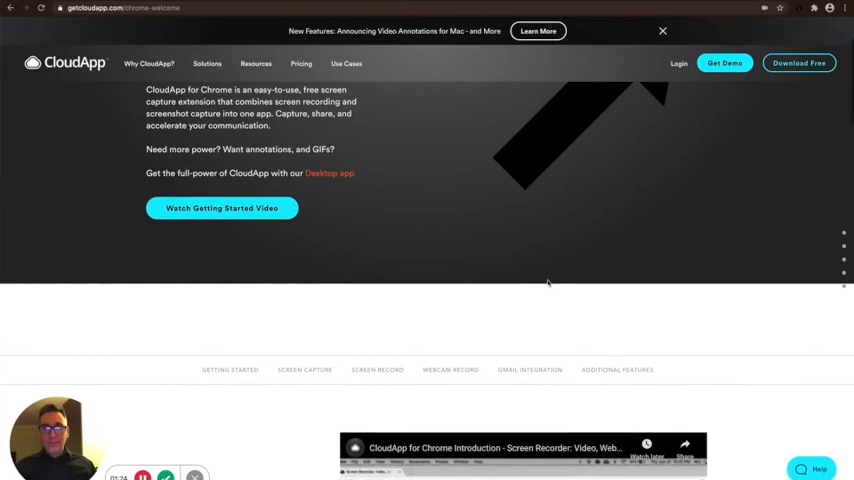 getcloudapp.com/chrome-welcome
New Features: Announcing Video Annotations for Mac - and More Learn More
CloudApp Why CloudApp? Solutions Resources Pricing Use Cases Login Get Demo Download Free
CloudApp for Chrome is an easy-to-use, free screen
capture extension that combines screen recording and
screenshot capture into one app. Capture, share, and
accelerate your communication.
Need more power? Want annotations, and GIFs?
Get the full-power of CloudApp with our Desktop app
Watch Getting Started Video
GETTING STARTED SCREEN CAPTURE SCREEN RECORD WEBCAM RECORD GMAIL INTEGRATION ADDITIONAL FEATURES
CloudApp for Chrome Introduction - Screen Recorder: Video, Web...
Watch later Share
01:24
Help